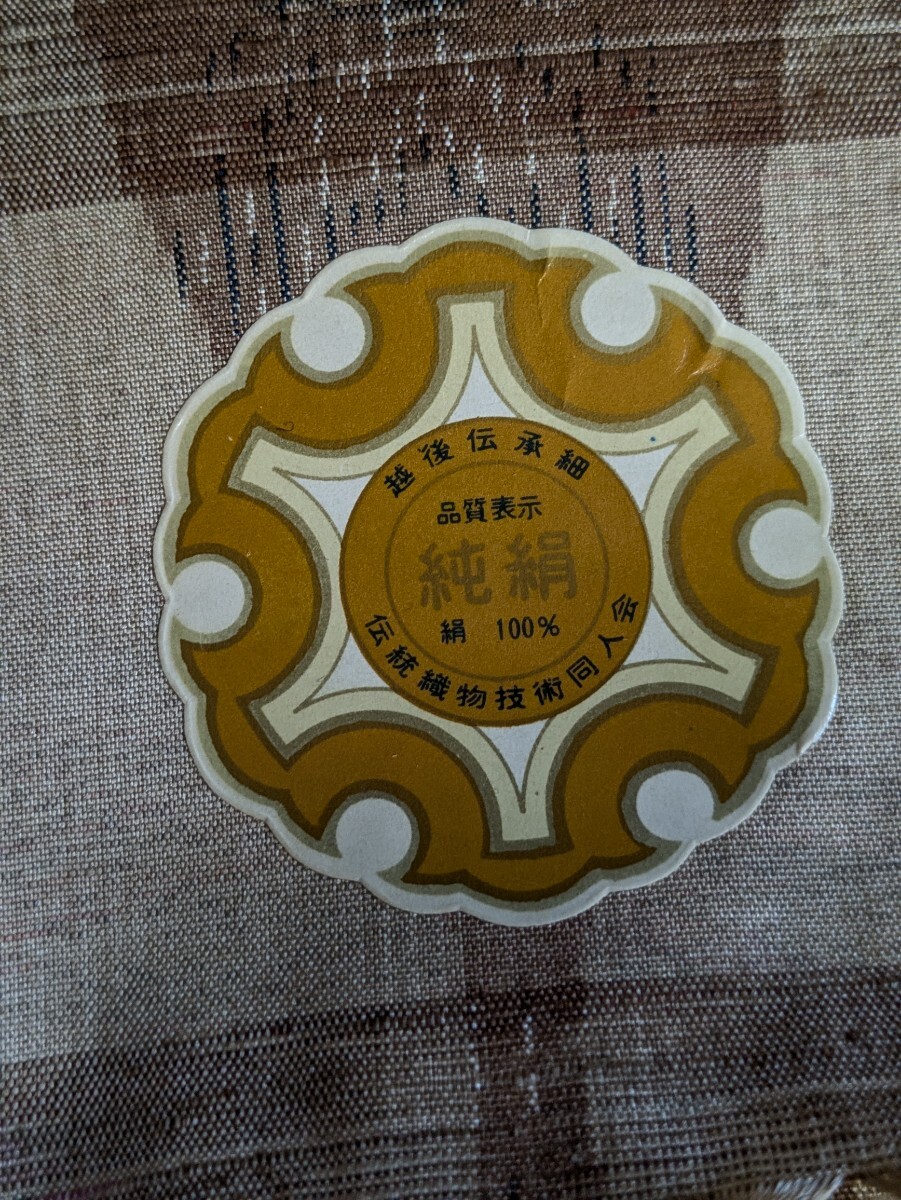 越後伝承紬
品質表示
純絹
絹 100%
伝統織物技術同人会